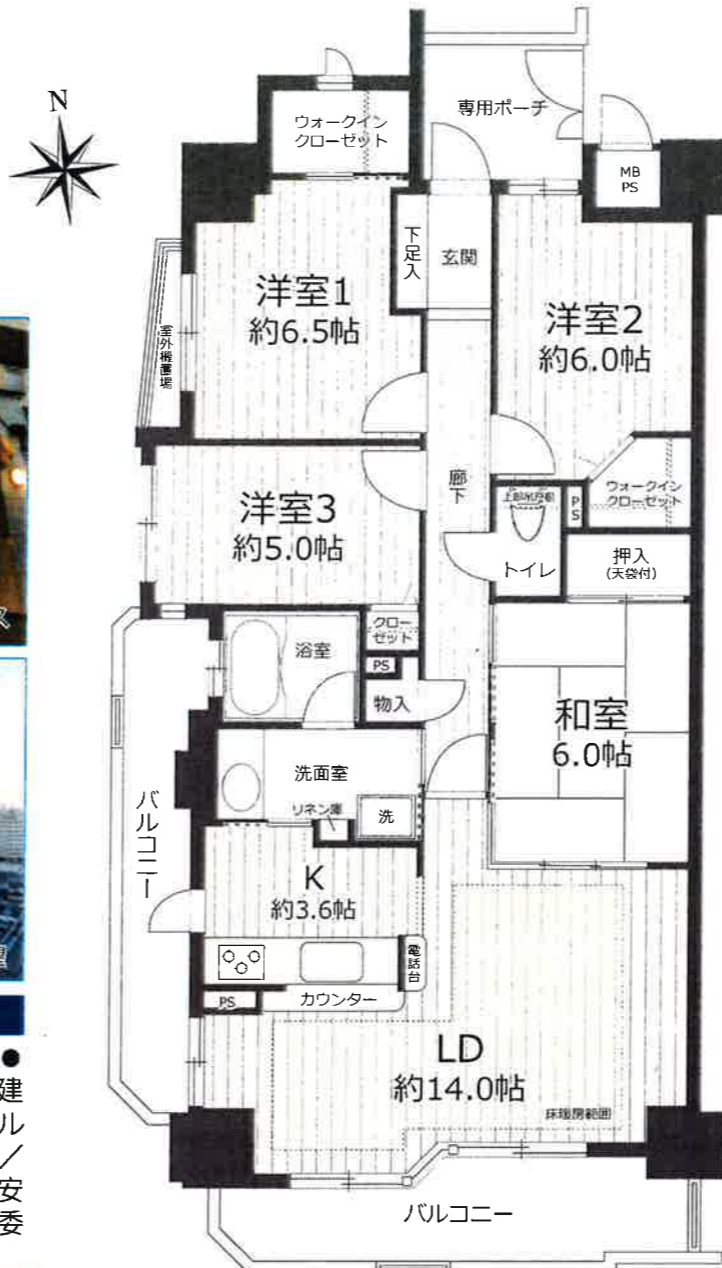 N
専用ポーチ
ウォークイン
クローゼット
MB
PS
下足入
玄関
洋室1
約6.5帖
洋室2
約6.0帖
室外機置場
廊下
ウォークイン
クローゼット
上部吊戸棚
PS
トイレ
押入
(天袋付)
洋室3
約5.0帖
クロー
ゼット
浴室
PS
物入
和室
6.0帖
洗面室
リネン庫
洗
バルコニー
K
約3.6帖
電話台
PS
カウンター
LD
約14.0帖
床暖房範囲
バルコニー
ス
望
●
建
ル
／
安
委